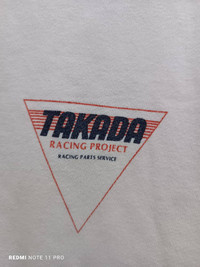 TAKADA
RACING PROJECT
RACING PARTS SERVICE
REDMI NOTE 11 PRO